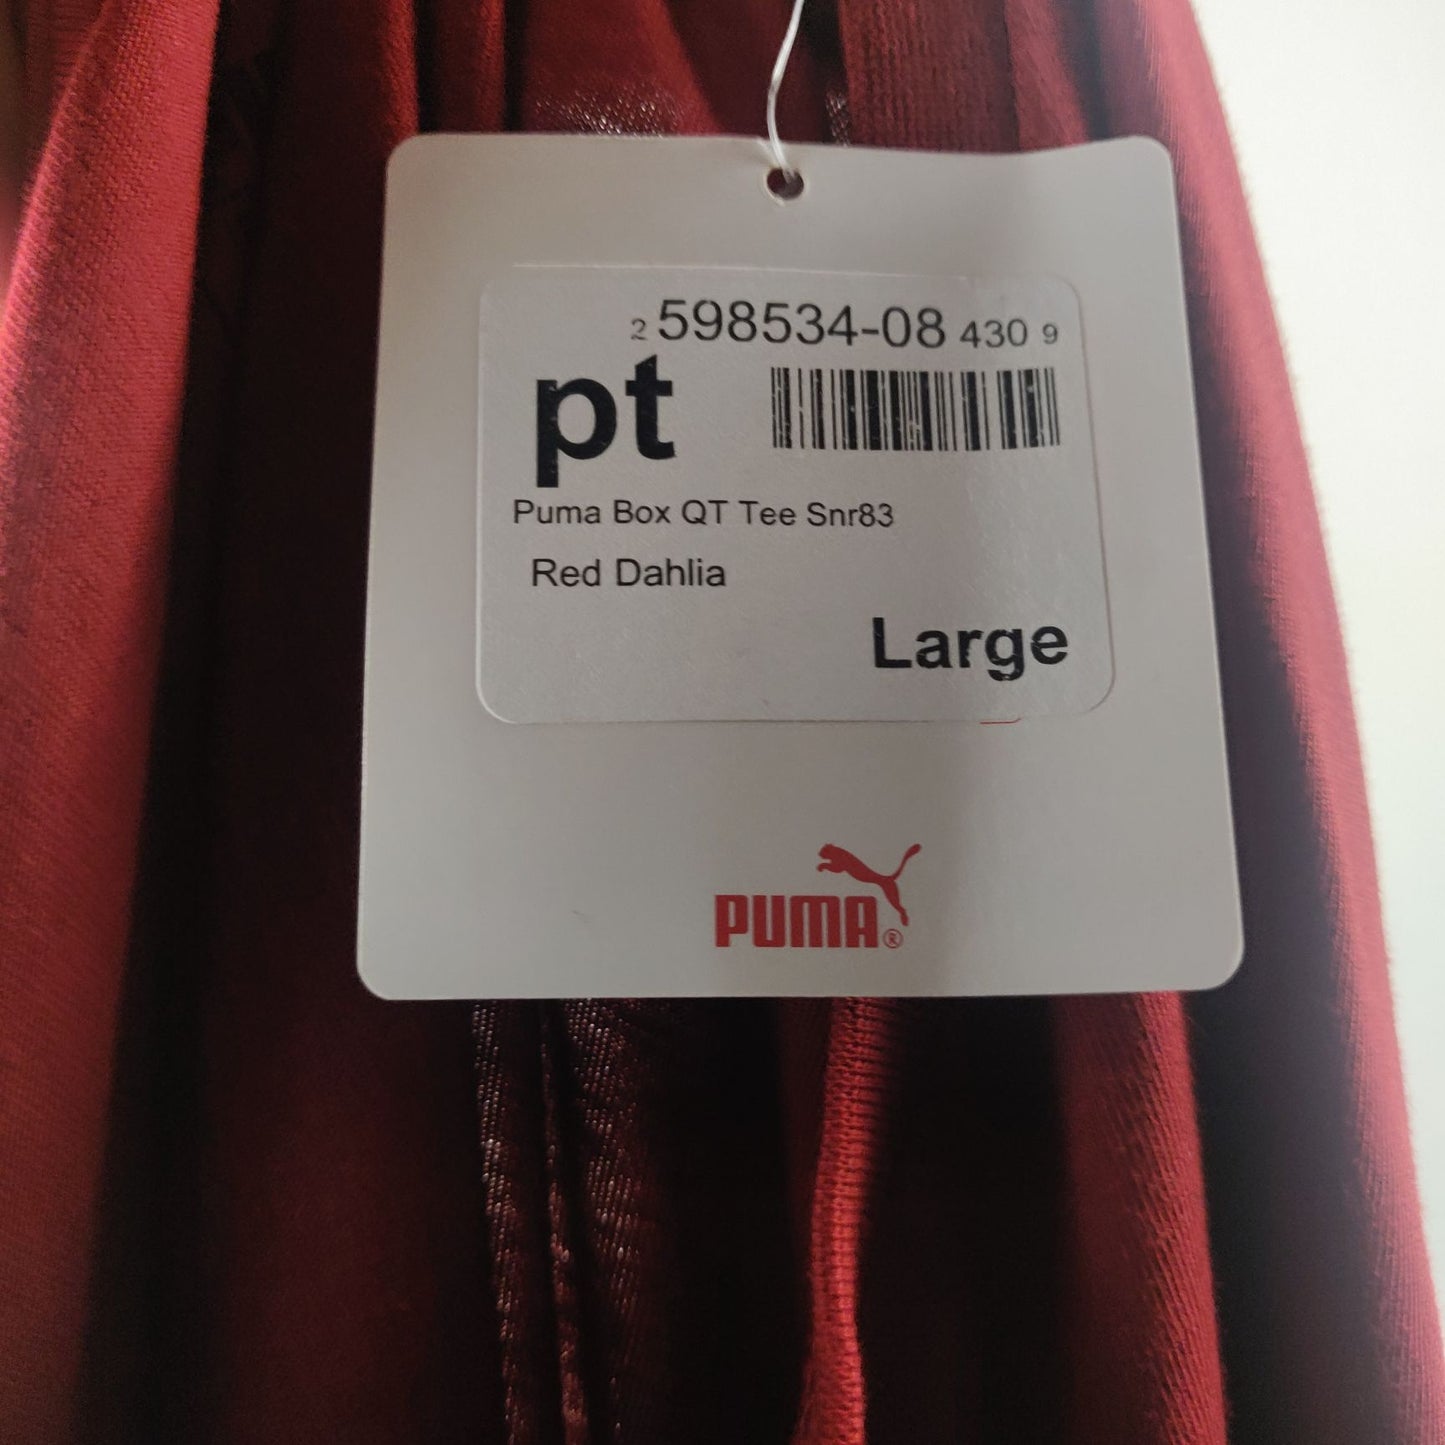 2 598534-08 430 9
pt
Puma Box QT Tee Snr83
Red Dahlia
Large
PUMA®